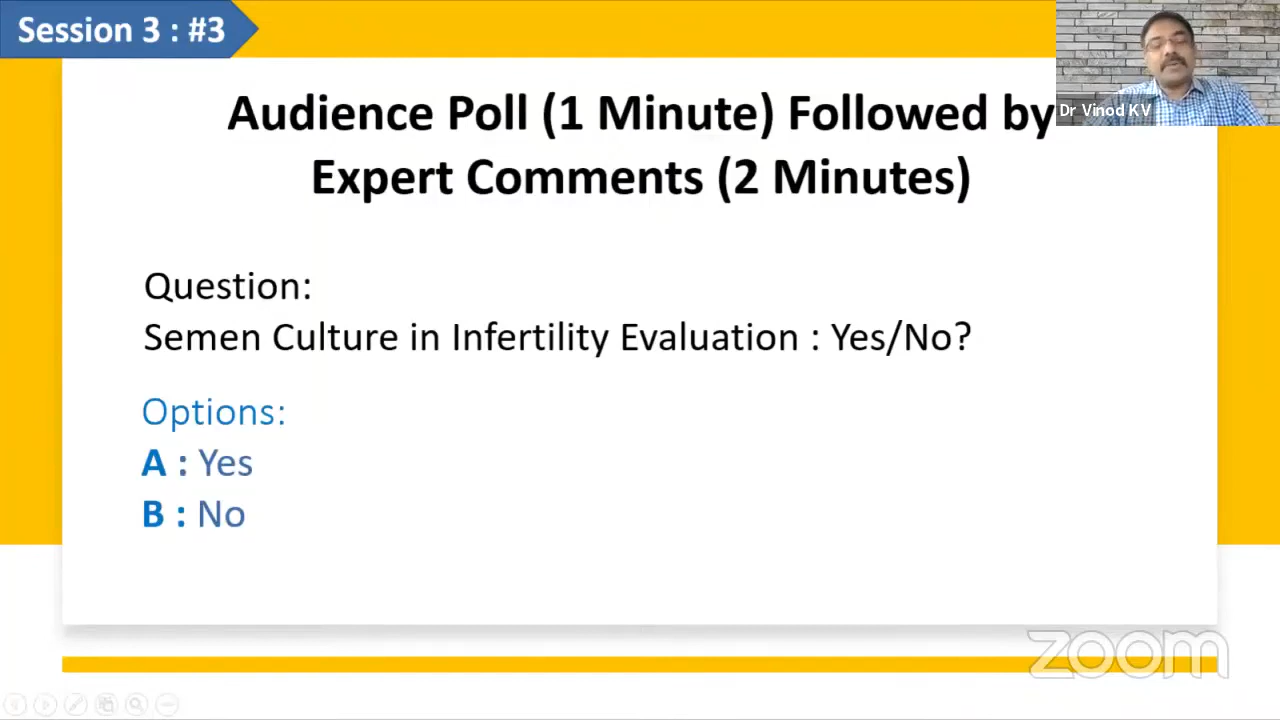 Session 3 : #3
Dr Vinod KV
Audience Poll (1 Minute) Followed by
Expert Comments (2 Minutes)
Question:
Semen Culture in Infertility Evaluation : Yes/No?
Options:
A : Yes
B : No
zoom